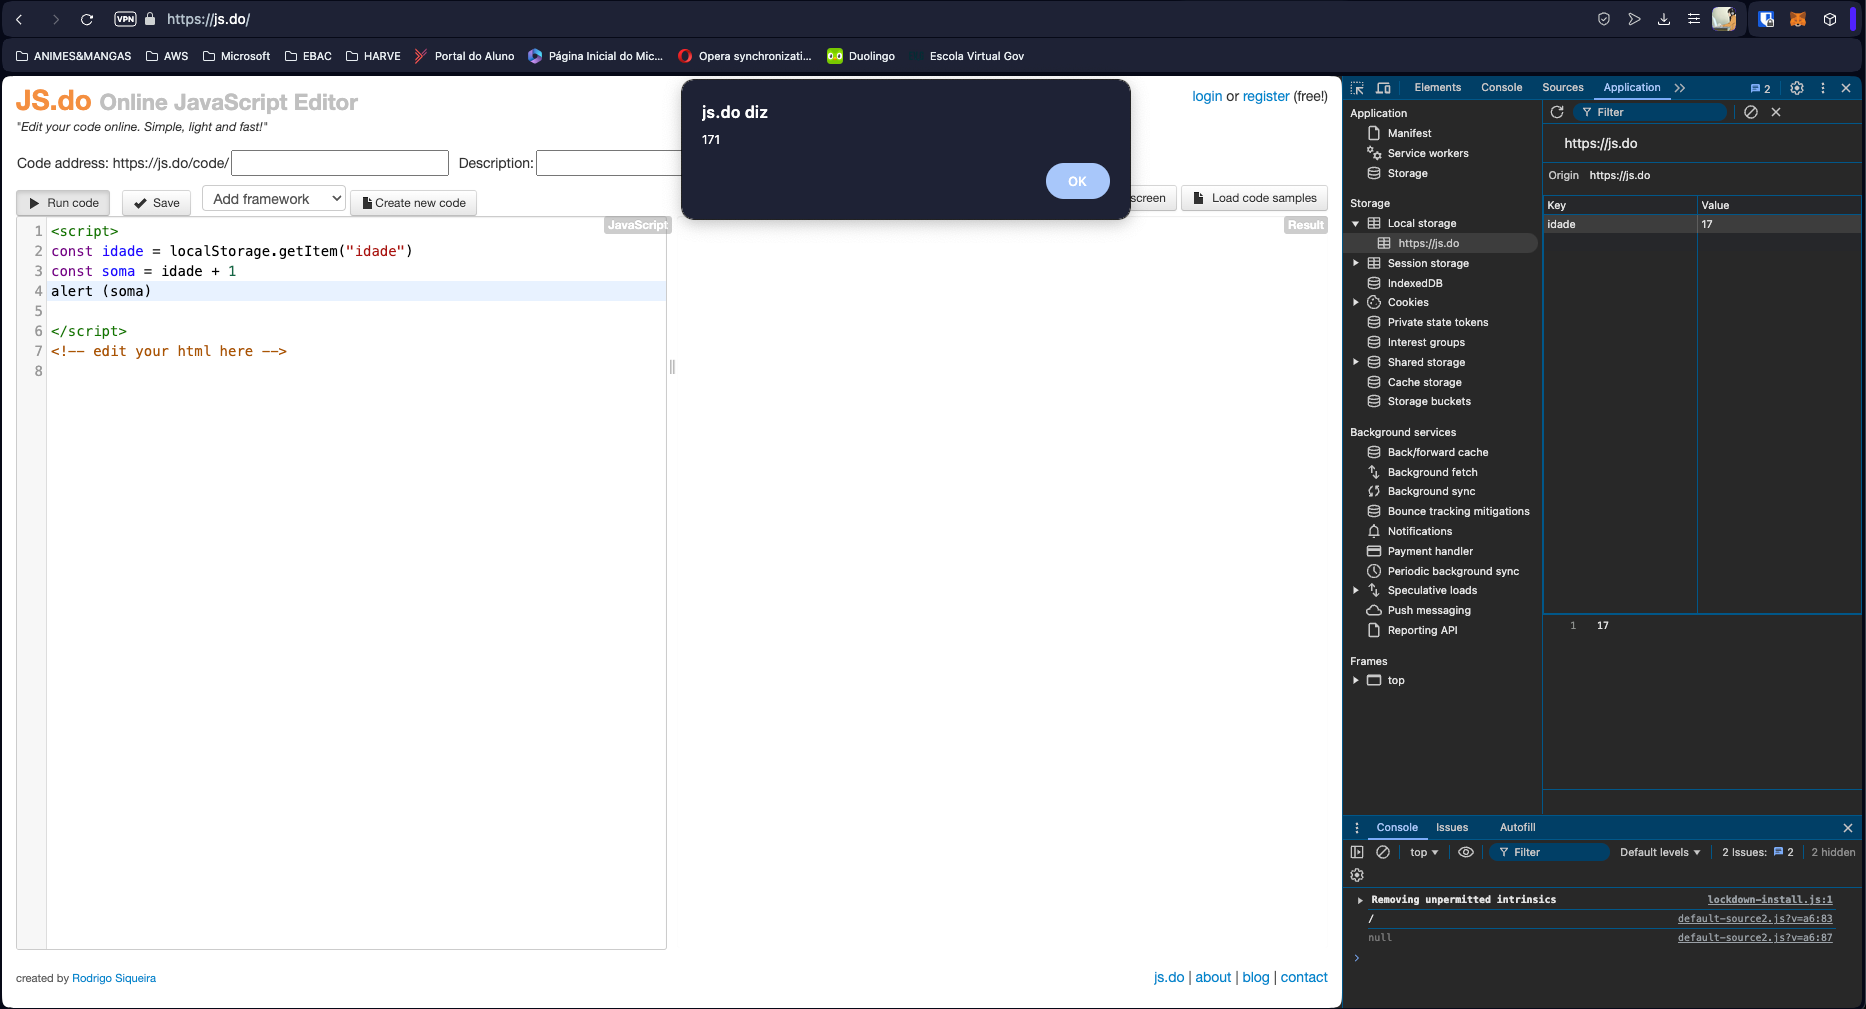 VPN https://js.do/
ANIMES&MANGAS AWS Microsoft EBAC HARVE Portal do Aluno Página Inicial do Mic... Opera synchronizati... Duolingo Escola Virtual Gov
JS.do Online JavaScript Editor
"Edit your code online. Simple, light and fast!"
login or register (free!)
js.do diz
171
OK
Code address: https://js.do/code/ Description:
Run code Save Add framework Create new code screen Load code samples
JavaScript
Result
1 <script>
2 const idade = localStorage.getItem("idade")
3 const soma = idade + 1
4 alert (soma)
5
6 </script>
7 <!-- edit your html here -->
8
created by Rodrigo Siqueira
js.do | about | blog | contact
Elements Console Sources Application 2
Application
Manifest
Service workers
Storage
Storage
Local storage
https://js.do
Session storage
IndexedDB
Cookies
Private state tokens
Interest groups
Shared storage
Cache storage
Storage buckets
Background services
Back/forward cache
Background fetch
Background sync
Bounce tracking mitigations
Notifications
Payment handler
Periodic background sync
Speculative loads
Push messaging
Reporting API
Frames
top
Filter
https://js.do
Origin https://js.do
Key Value
idade 17
1 17
Console Issues Autofill
top Filter Default levels 2 Issues: 2 2 hidden
Removing unpermitted intrinsics lockdown-install.js:1
/ default-source2.js?v=a6:83
null default-source2.js?v=a6:87